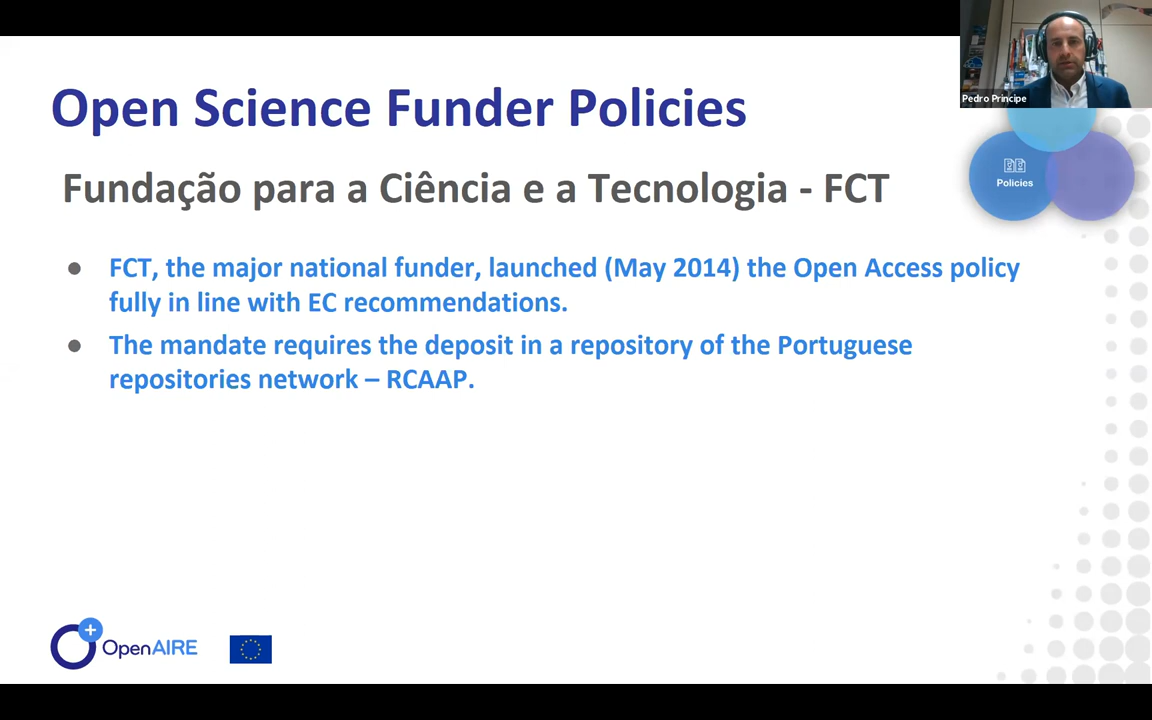 Open Science Funder Policies
Pedro Principe
Fundação para a Ciência e a Tecnologia - FCT
Policies
● FCT, the major national funder, launched (May 2014) the Open Access policy
fully in line with EC recommendations.
● The mandate requires the deposit in a repository of the Portuguese
repositories network – RCAAP.
OpenAIRE